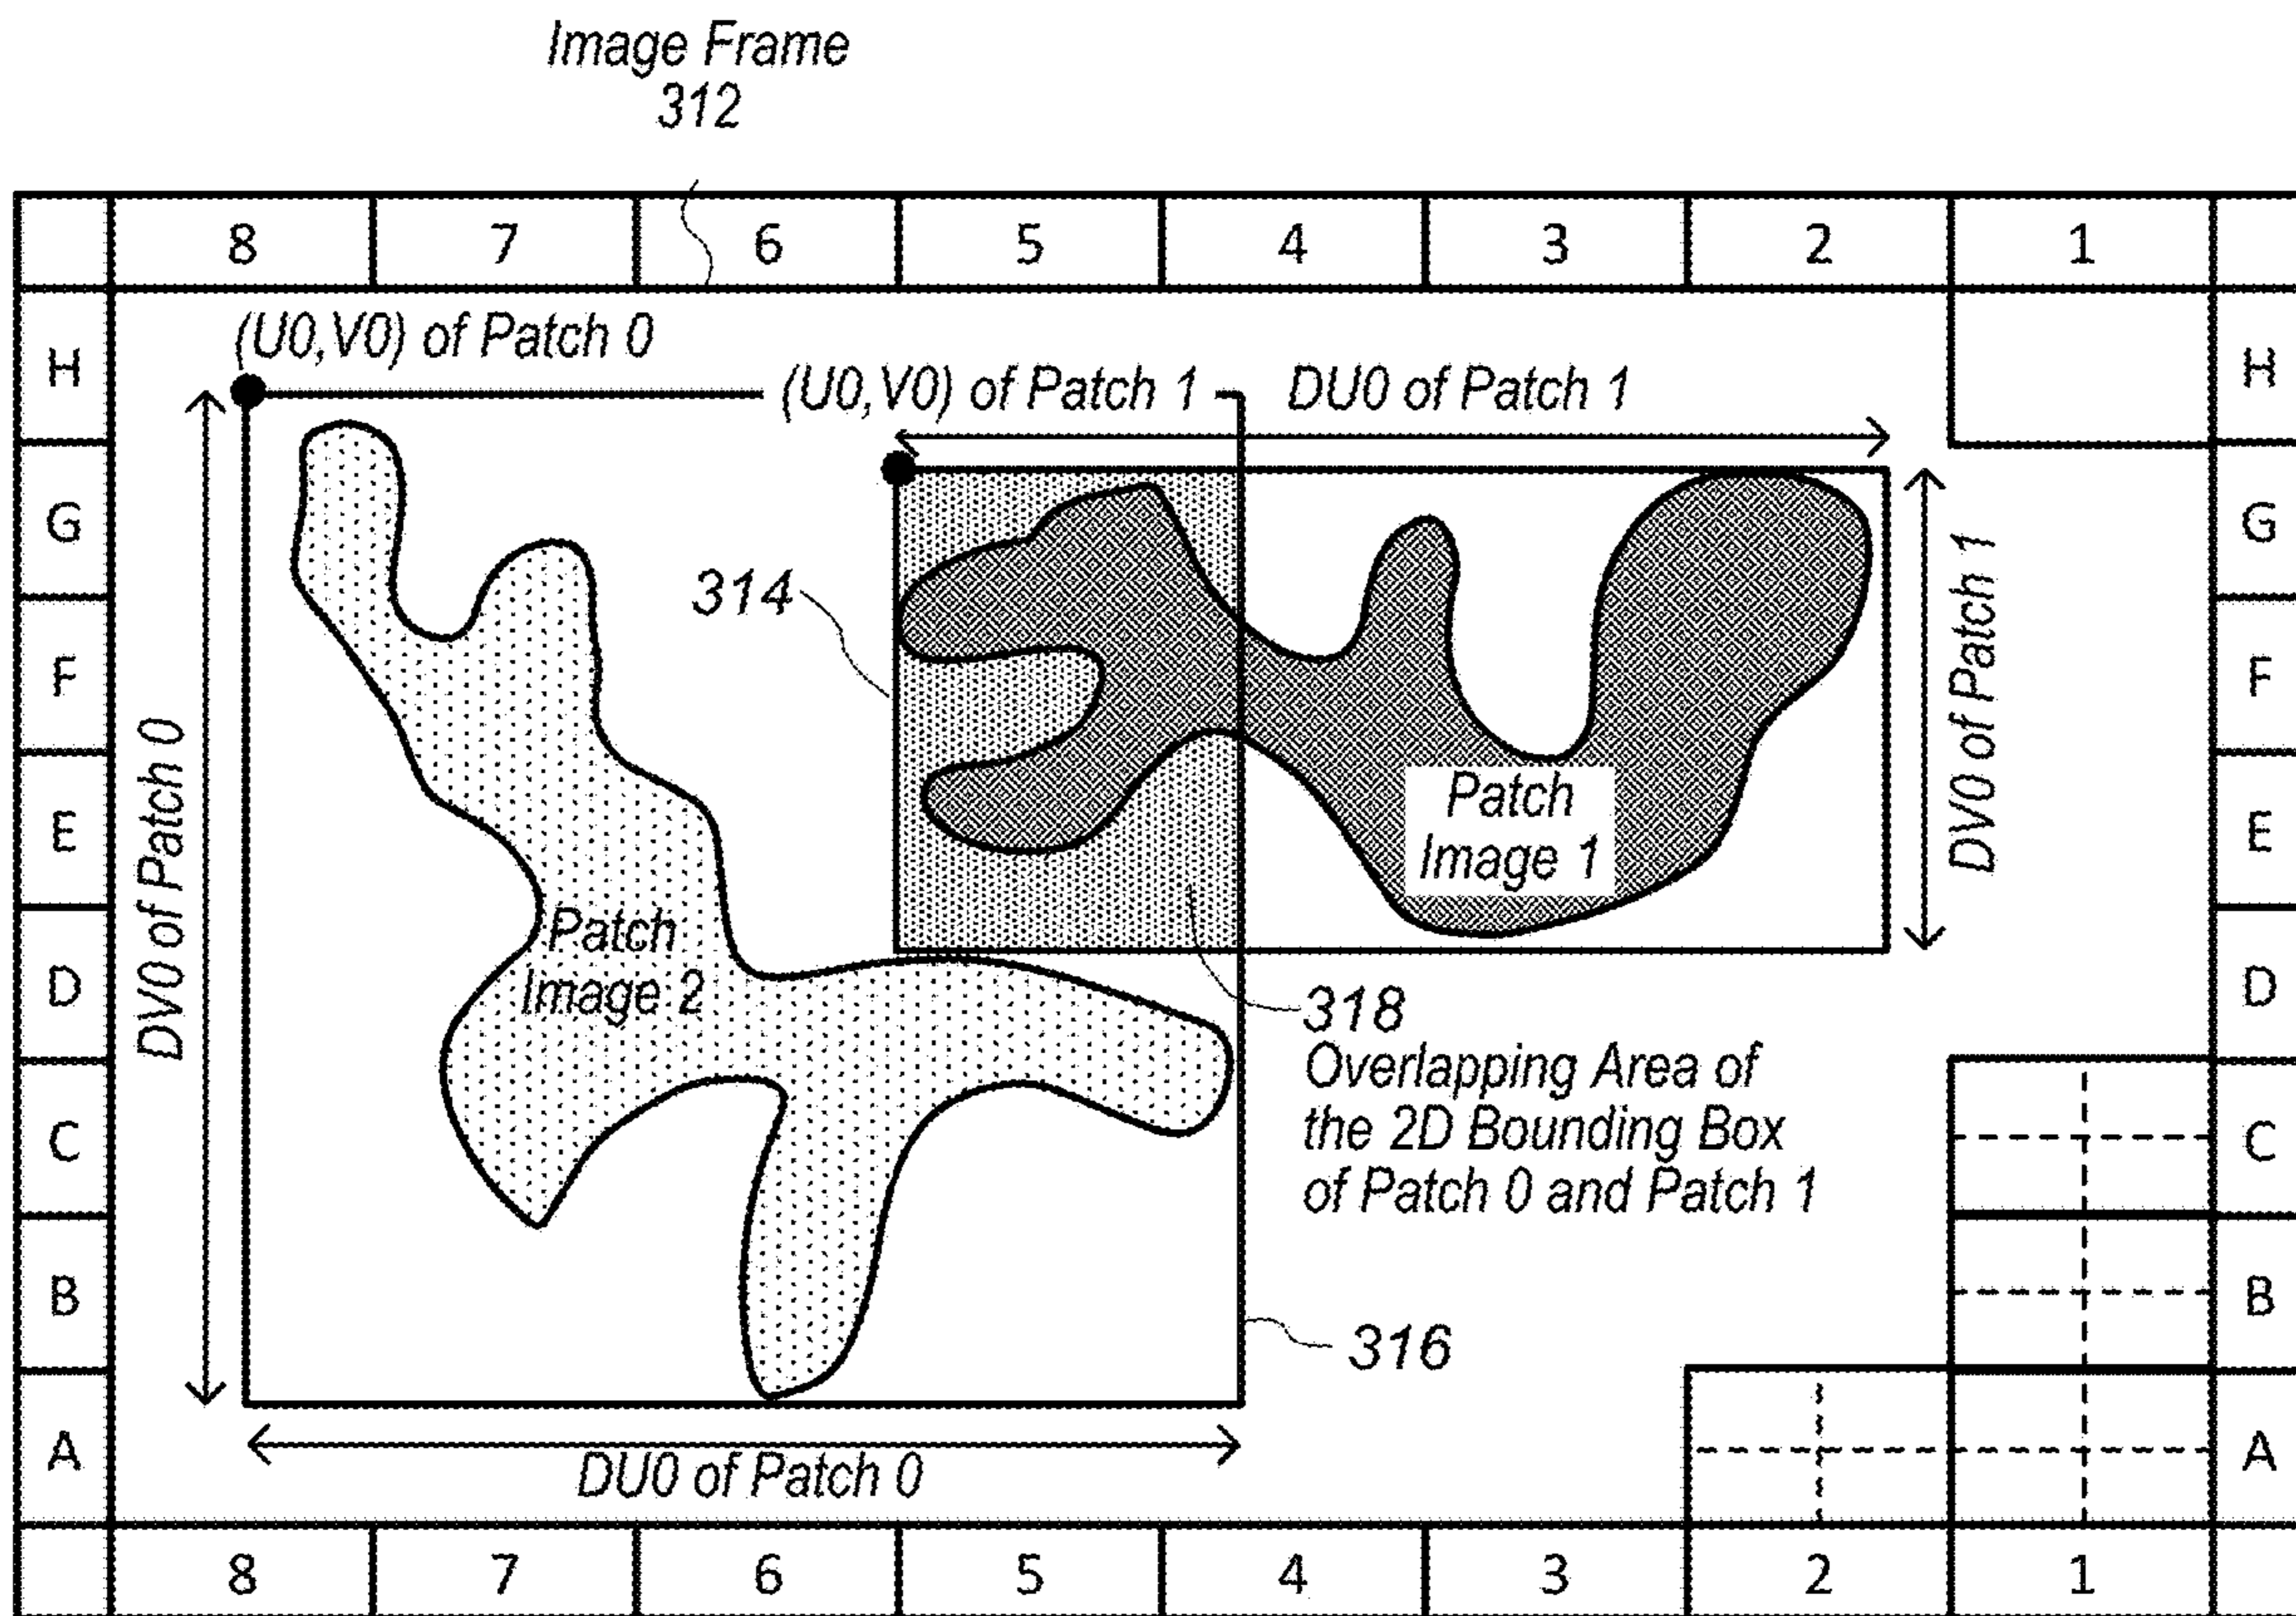 Image Frame
312
8 7 6 5 4 3 2 1
(U0,V0) of Patch 0
H H
(U0,V0) of Patch 1 DU0 of Patch 1
G G
314
DV0 of Patch 1
F F
DV0 of Patch 0
Patch
Image 1
E E
Patch
Image 2
D D
318
Overlapping Area of
the 2D Bounding Box
of Patch 0 and Patch 1
C C
B B
316
A A
DU0 of Patch 0
8 7 6 5 4 3 2 1